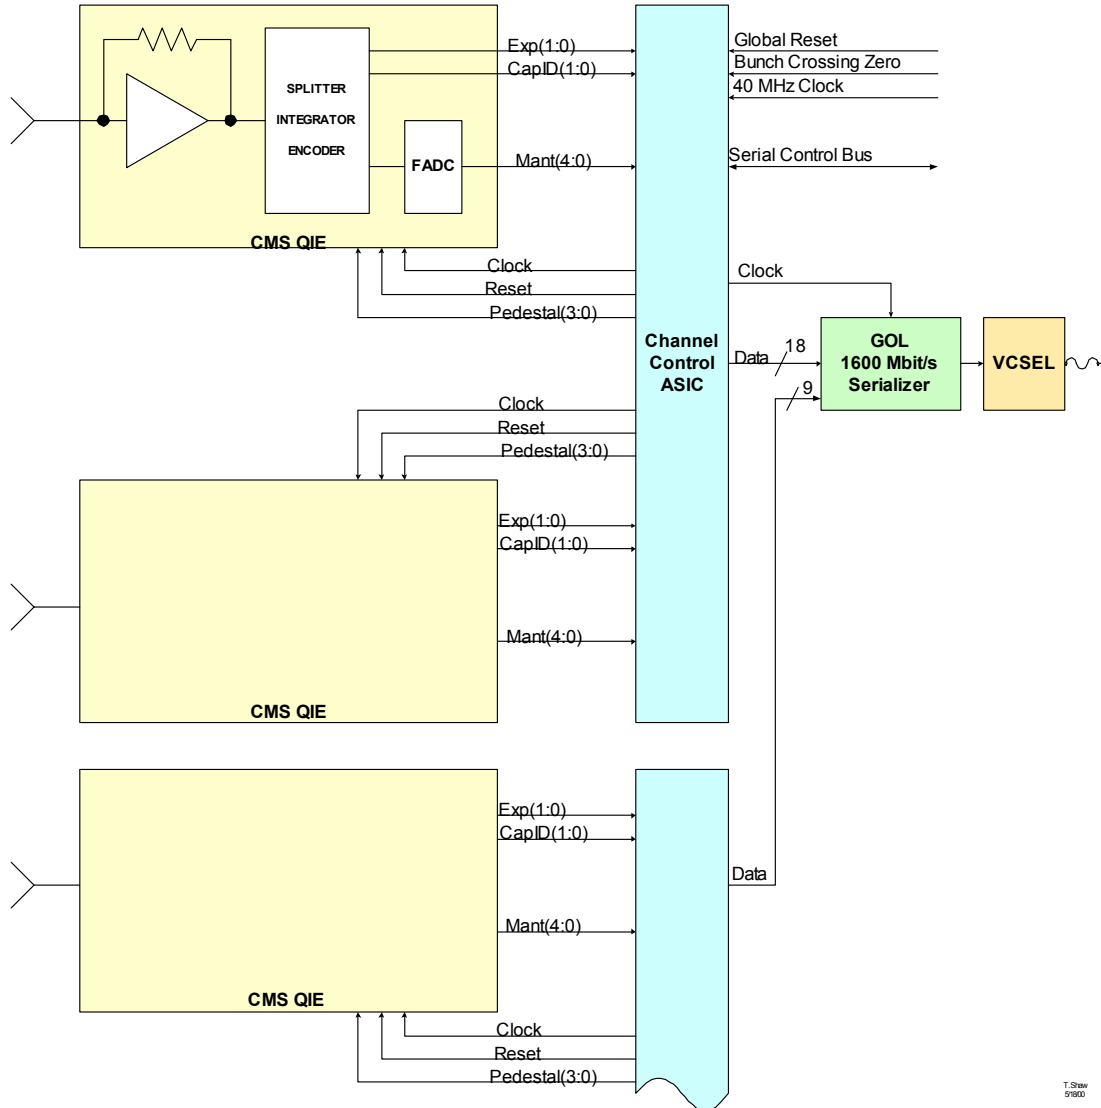 Exp(1:0)
CapID(1:0)
SPLITTER
INTEGRATOR
ENCODER
FADC
Mant(4:0)
CMS QIE
Global Reset
Bunch Crossing Zero
40 MHz Clock
Serial Control Bus
Clock
Reset
Pedestal(3:0)
Channel
Control
ASIC
Clock
Data
18
9
GOL
1600 Mbit/s
Serializer
VCSEL
Clock
Reset
Pedestal(3:0)
Exp(1:0)
CapID(1:0)
Mant(4:0)
CMS QIE
Exp(1:0)
CapID(1:0)
Mant(4:0)
Data
CMS QIE
Clock
Reset
Pedestal(3:0)
T.Shaw